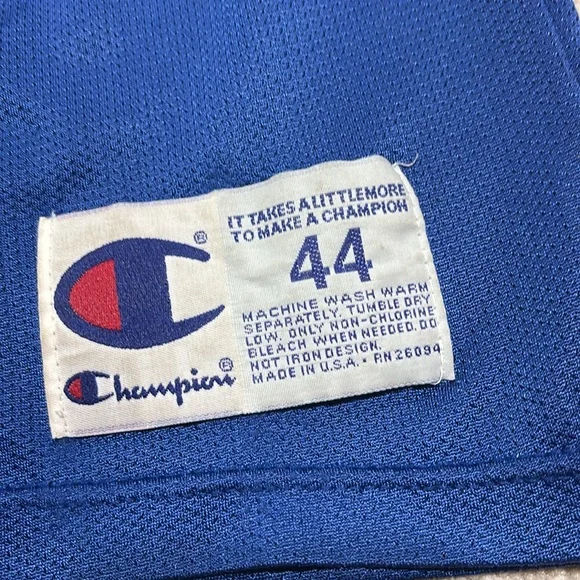 IT TAKES A LITTLE MORE
TO MAKE A CHAMPION
44
MACHINE WASH WARM
SEPARATELY. TUMBLE DRY
LOW. ONLY NON-CHLORINE
BLEACH WHEN NEEDED. DO
NOT IRON DESIGN.
MADE IN U.S.A. • RN 26094
®
Champion®